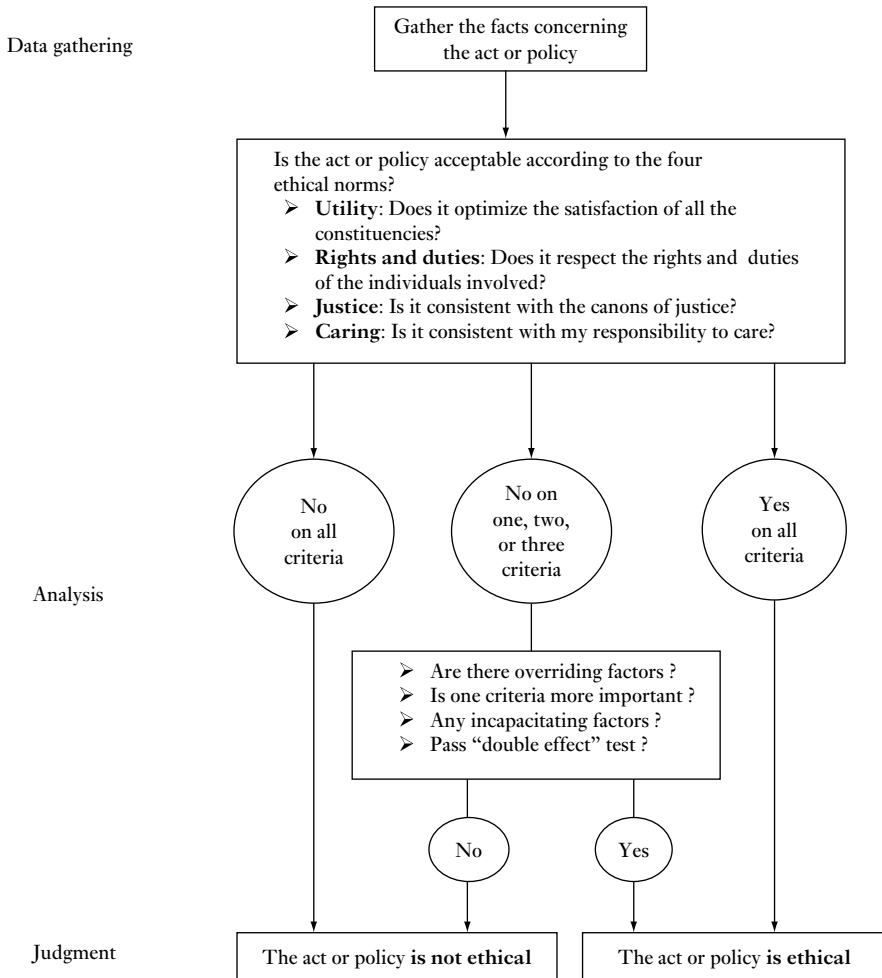 Data gathering
Gather the facts concerning
the act or policy
Is the act or policy acceptable according to the four
ethical norms?
➢ Utility: Does it optimize the satisfaction of all the
constituencies?
➢ Rights and duties: Does it respect the rights and duties
of the individuals involved?
➢ Justice: Is it consistent with the canons of justice?
➢ Caring: Is it consistent with my responsibility to care?
No
on all
criteria
No on
one, two,
or three
criteria
Yes
on all
criteria
Analysis
➢ Are there overriding factors ?
➢ Is one criteria more important ?
➢ Any incapacitating factors ?
➢ Pass “double effect” test ?
No
Yes
Judgment
The act or policy is not ethical
The act or policy is ethical